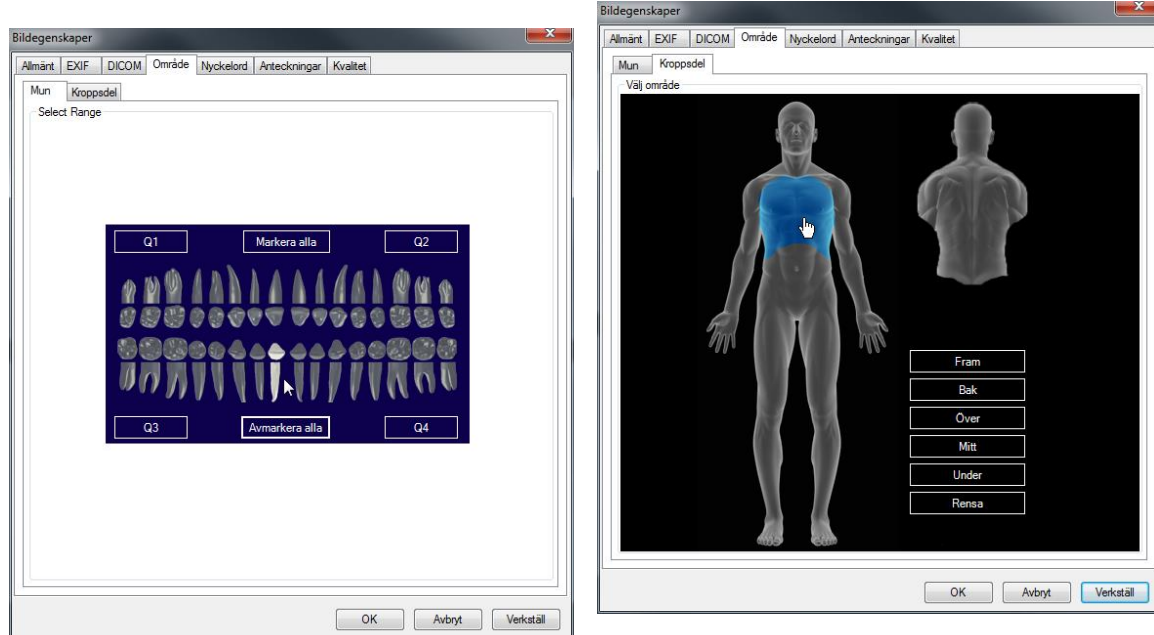 Bildegenskaper
Allmänt EXIF DICOM Område Nyckelord Anteckningar Kvalitet
Mun Kroppsdel
Select Range
Q1 Markera alla Q2
Q3 Avmarkera alla Q4
OK Avbryt Verkställ
Bildegenskaper
Allmänt EXIF DICOM Område Nyckelord Anteckningar Kvalitet
Mun Kroppsdel
Välj område
Fram
Bak
Över
Mitt
Under
Rensa
OK Avbryt Verkställ